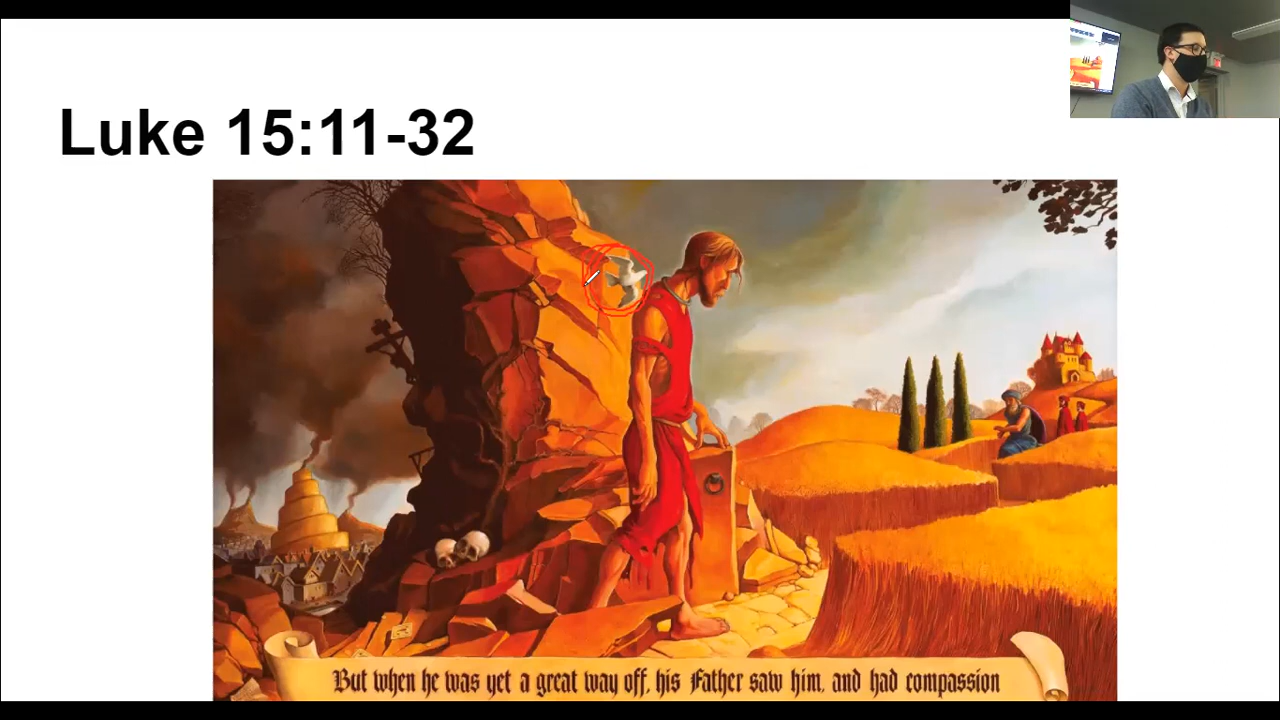 Luke 15:11-32
But when he was yet a great way off, his Father saw him, and had compassion